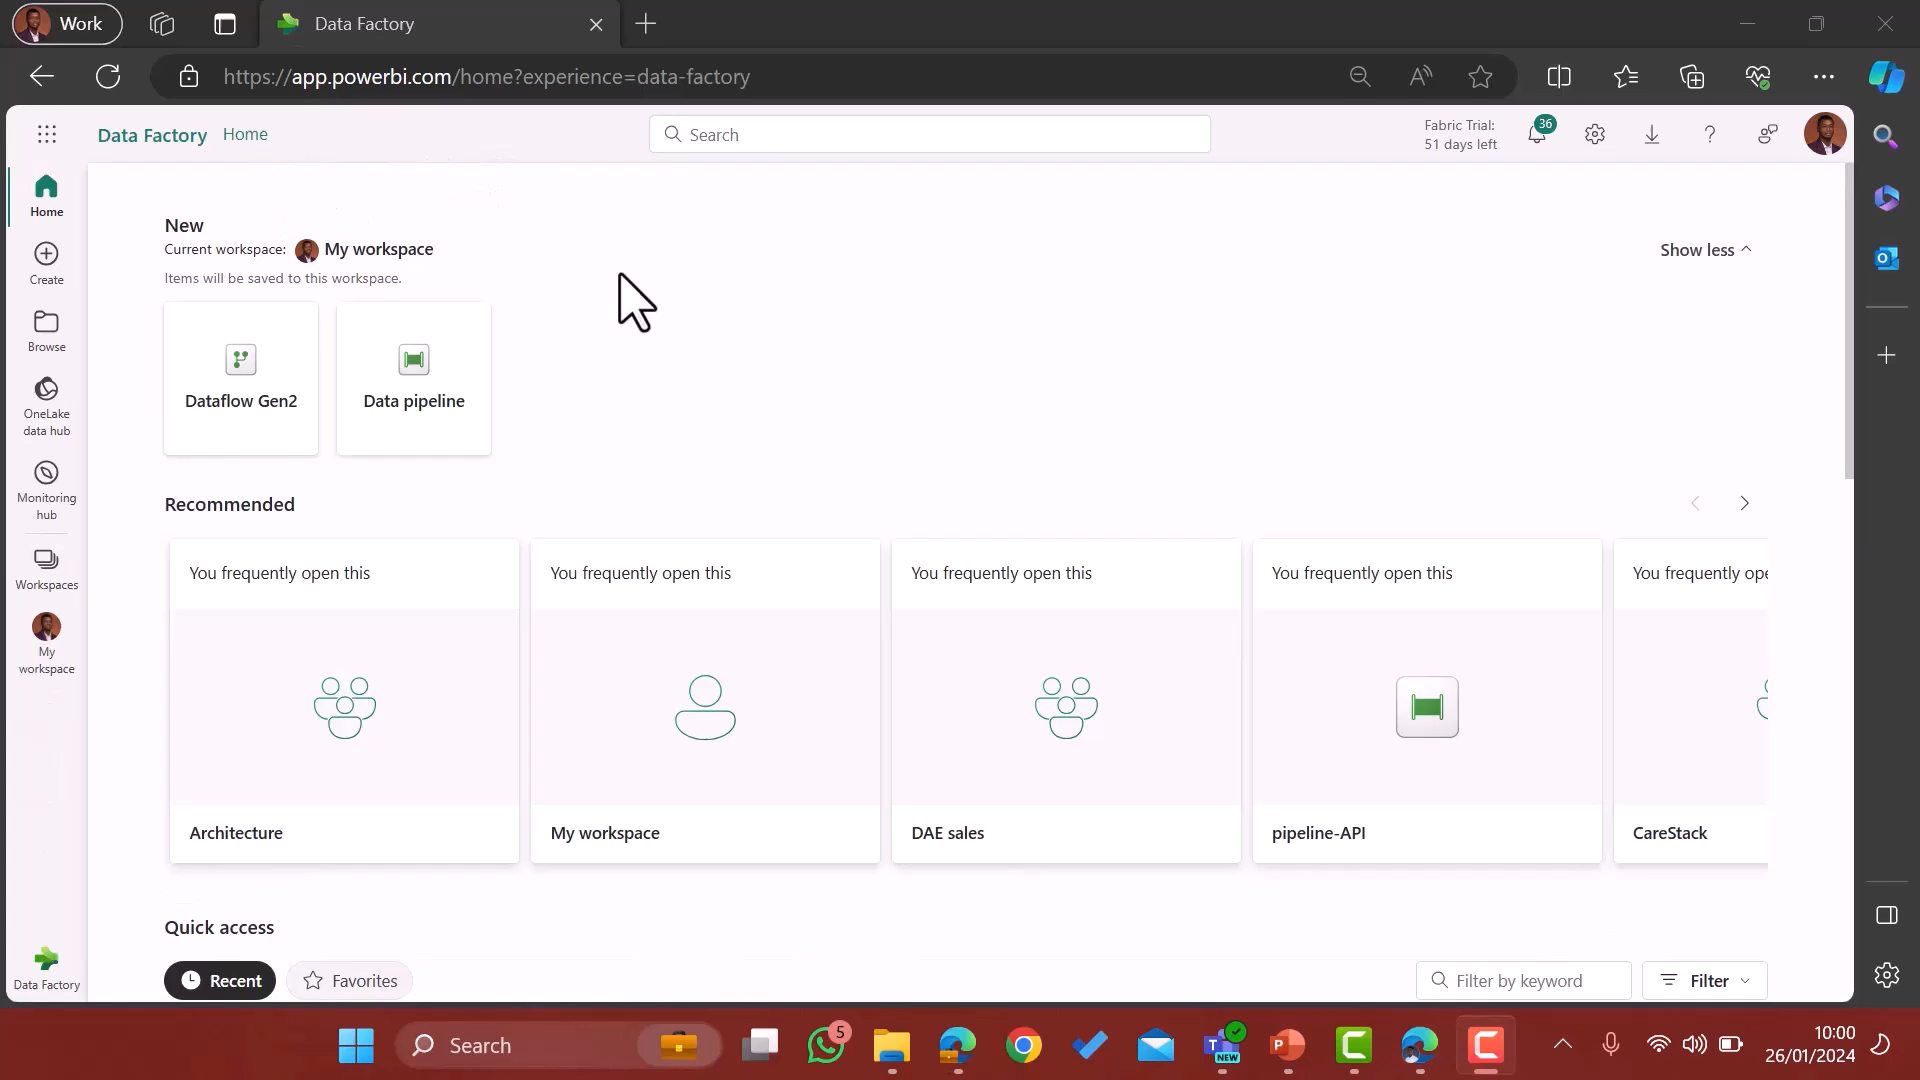 Work
Data Factory
https://app.powerbi.com/home?experience=data-factory
Data Factory Home
Search
Fabric Trial:
51 days left
36
Home
Create
Browse
OneLake
data hub
Monitoring
hub
Workspaces
My
workspace
Data Factory
New
Current workspace: My workspace
Items will be saved to this workspace.
Show less
Dataflow Gen2
Data pipeline
Recommended
You frequently open this
Architecture
You frequently open this
My workspace
You frequently open this
DAE sales
You frequently open this
pipeline-API
You frequently ope
CareStack
Quick access
Recent
Favorites
Filter by keyword
Filter
Search
5
NEW
10:00
26/01/2024